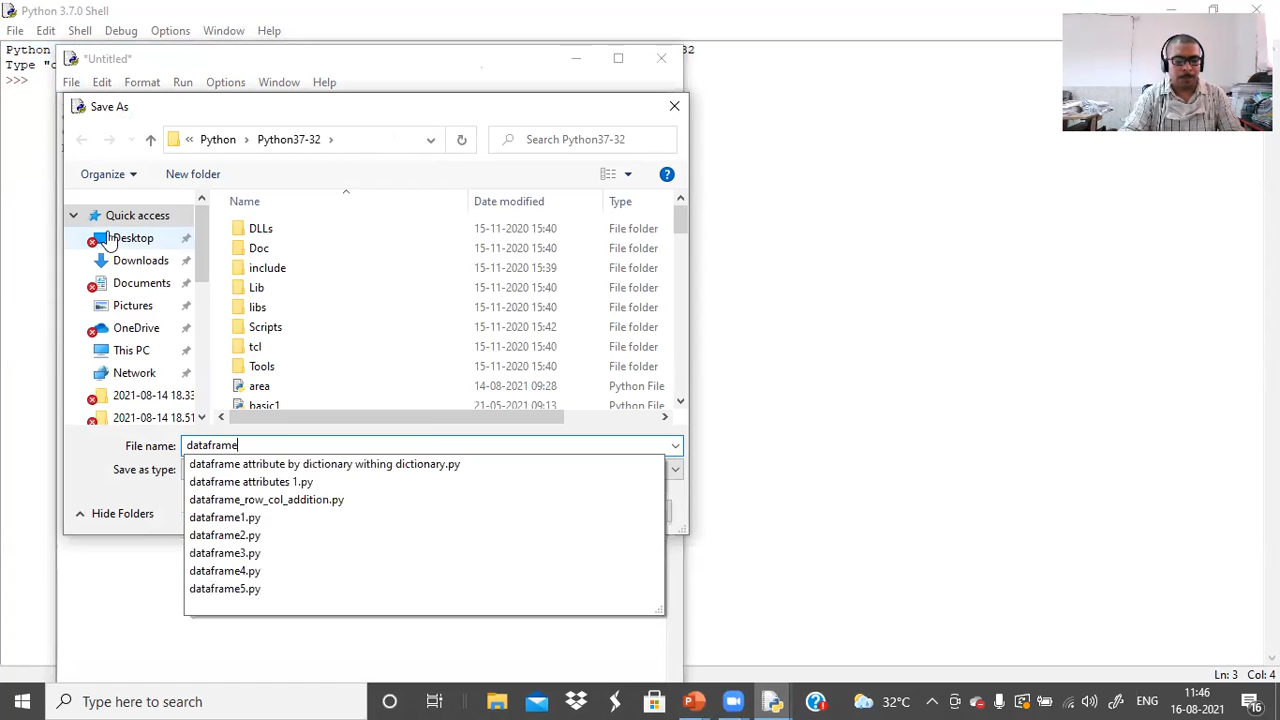 Python 3.7.0 Shell
File Edit Shell Debug Options Window Help
Python
32
Type "c
>>>
*Untitled*
File Edit Format Run Options Window Help
Save As
« Python > Python37-32 >
Search Python37-32
Organize
New folder
Name Date modified Type
Quick access
Desktop
Downloads
Documents
Pictures
OneDrive
This PC
Network
2021-08-14 18.33
2021-08-14 18.51
DLLs 15-11-2020 15:40 File folder
Doc 15-11-2020 15:40 File folder
include 15-11-2020 15:39 File folder
Lib 15-11-2020 15:40 File folder
libs 15-11-2020 15:40 File folder
Scripts 15-11-2020 15:42 File folder
tcl 15-11-2020 15:40 File folder
Tools 15-11-2020 15:40 File folder
area 14-08-2021 09:28 Python File
basic1 21-05-2021 09:13 Python File
File name: dataframe
Save as type:
dataframe attribute by dictionary withing dictionary.py
dataframe attributes 1.py
dataframe_row_col_addition.py
dataframe1.py
dataframe2.py
dataframe3.py
dataframe4.py
dataframe5.py
Hide Folders
Ln: 3 Col: 4
Type here to search
32°C
ENG
11:46
16-08-2021
16